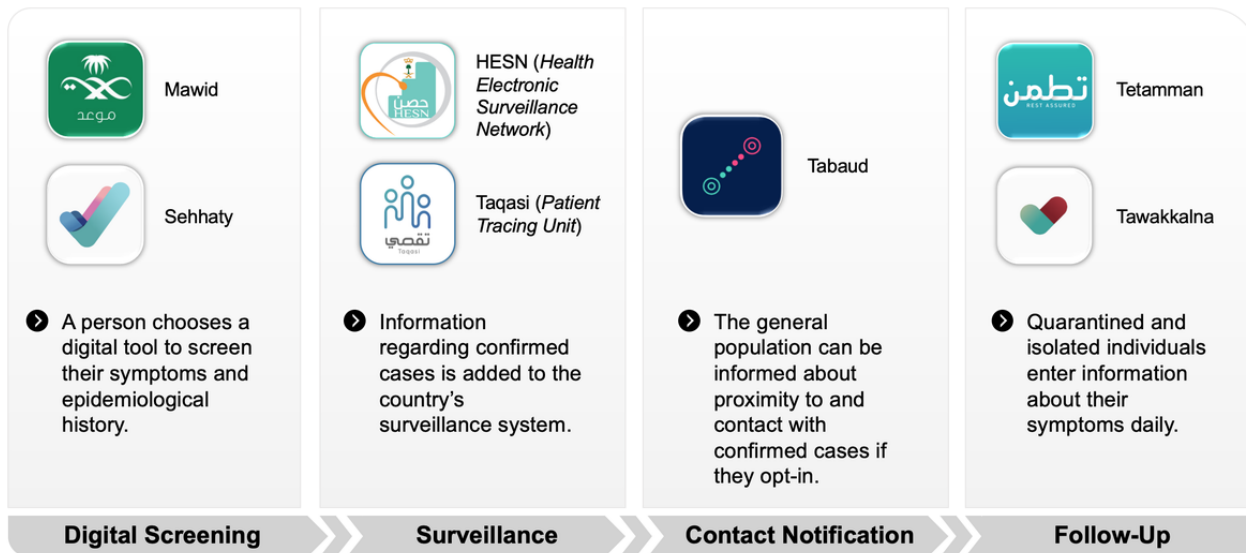 موعد
Mawid
Sehhaty
A person chooses a
digital tool to screen
their symptoms and
epidemiological
history.
Digital Screening
حصن
HESN
HESN (Health
Electronic
Surveillance
Network)
تقصي
Taqasi
Taqasi (Patient
Tracing Unit)
Information
regarding confirmed
cases is added to the
country’s
surveillance system.
Surveillance
Tabaud
The general
population can be
informed about
proximity to and
contact with
confirmed cases if
they opt-in.
Contact Notification
تطمن
REST ASSURED
Tetamman
Tawakkalna
Quarantined and
isolated individuals
enter information
about their
symptoms daily.
Follow-Up